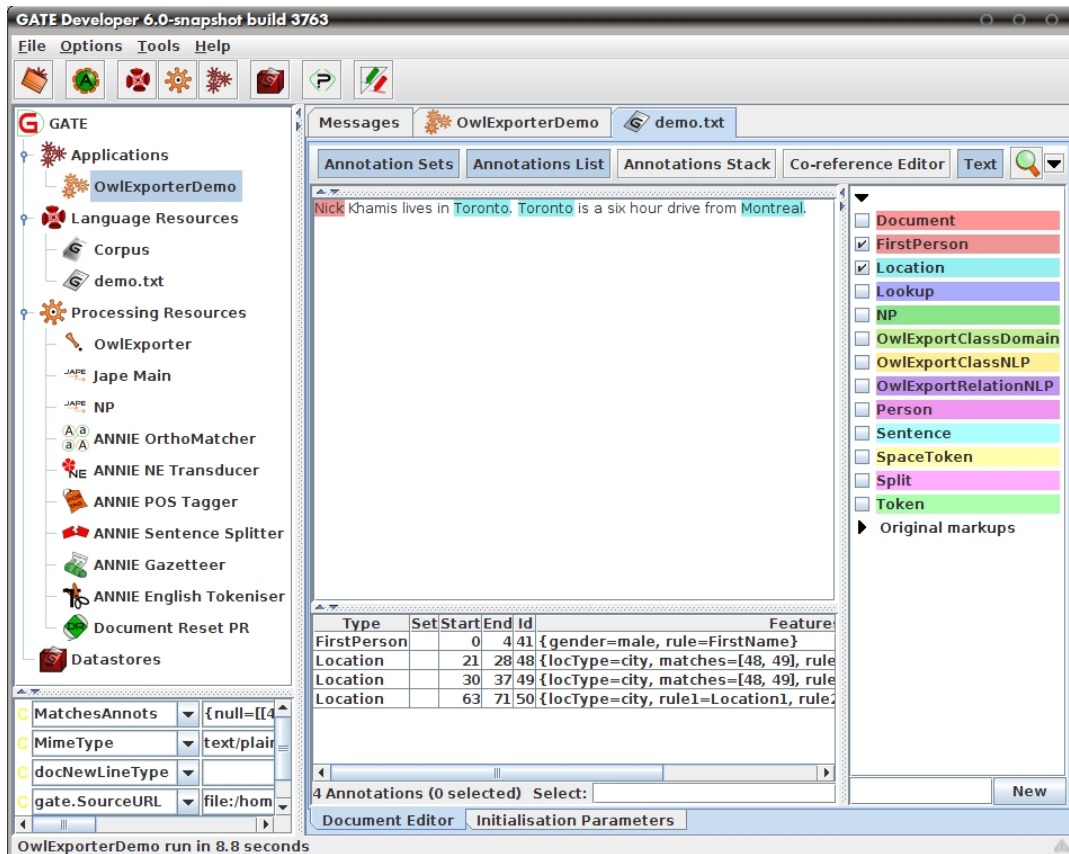 GATE Developer 6.0-snapshot build 3763
File Options Tools Help
GATE
Applications
OwlExporterDemo
Language Resources
Corpus
demo.txt
Processing Resources
OwlExporter
JAPE Jape Main
JAPE NP
ANNIE OrthoMatcher
NE ANNIE NE Transducer
ANNIE POS Tagger
ANNIE Sentence Splitter
ANNIE Gazetteer
ANNIE English Tokeniser
DR Document Reset PR
Datastores
C MatchesAnnots {null=[[4
C MimeType text/plain
C docNewLineType
C gate.SourceURL file:/hom
Messages OwlExporterDemo demo.txt
Annotation Sets Annotations List Annotations Stack Co-reference Editor Text
Nick Khamis lives in Toronto. Toronto is a six hour drive from Montreal.
Type Set Start End Id Features
FirstPerson 0 4 41 {gender=male, rule=FirstName}
Location 21 28 48 {locType=city, matches=[48, 49], rule
Location 30 37 49 {locType=city, matches=[48, 49], rule
Location 63 71 50 {locType=city, rule1=Location1, rule2
4 Annotations (0 selected) Select:
Document Editor Initialisation Parameters
Document
FirstPerson
Location
Lookup
NP
OwlExportClassDomain
OwlExportClassNLP
OwlExportRelationNLP
Person
Sentence
SpaceToken
Split
Token
Original markups
New
OwlExporterDemo run in 8.8 seconds